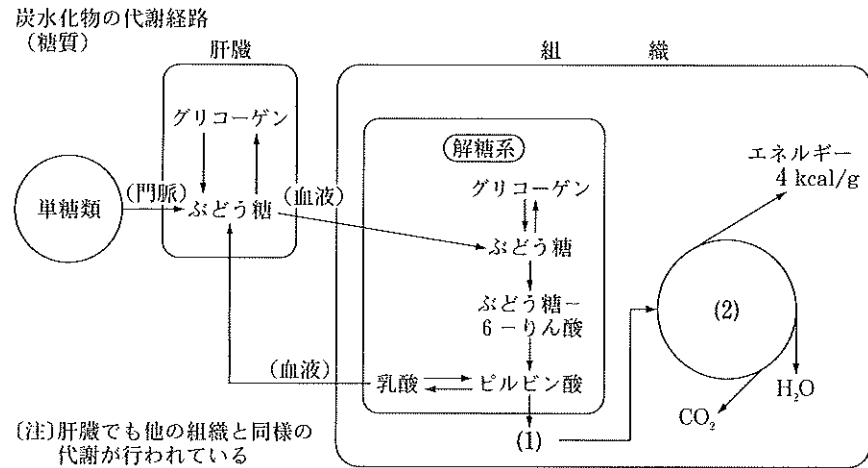 炭水化物の代謝経路
（糖質）
肝臓
組織
グリコーゲン
解糖系
エネルギー
4 kcal/g
単糖類
（門脈）
ぶどう糖
（血液）
グリコーゲン
ぶどう糖
ぶどう糖－
6－りん酸
(2)
（血液）
乳酸
ピルビン酸
(1)
CO₂
H₂O
〔注〕肝臓でも他の組織と同様の
代謝が行われている